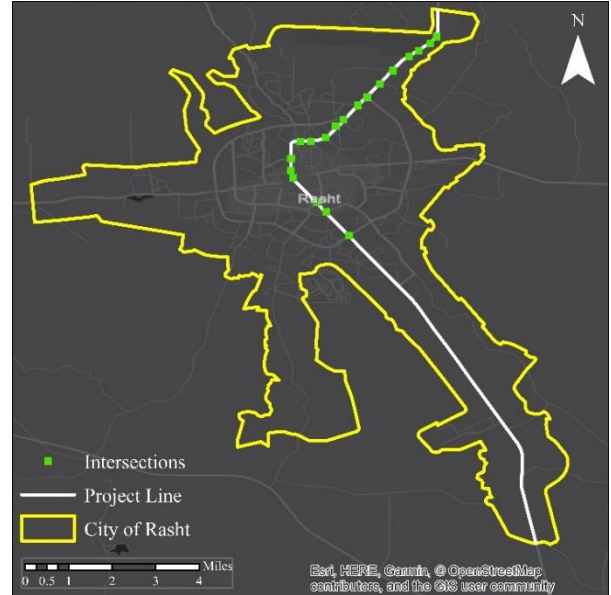 N
Rasht
Intersections
Project Line
City of Rasht
Miles
0 0.5 1 2 3 4
Esri, HERE, Garmin, © OpenStreetMap
contributors, and the GIS user community